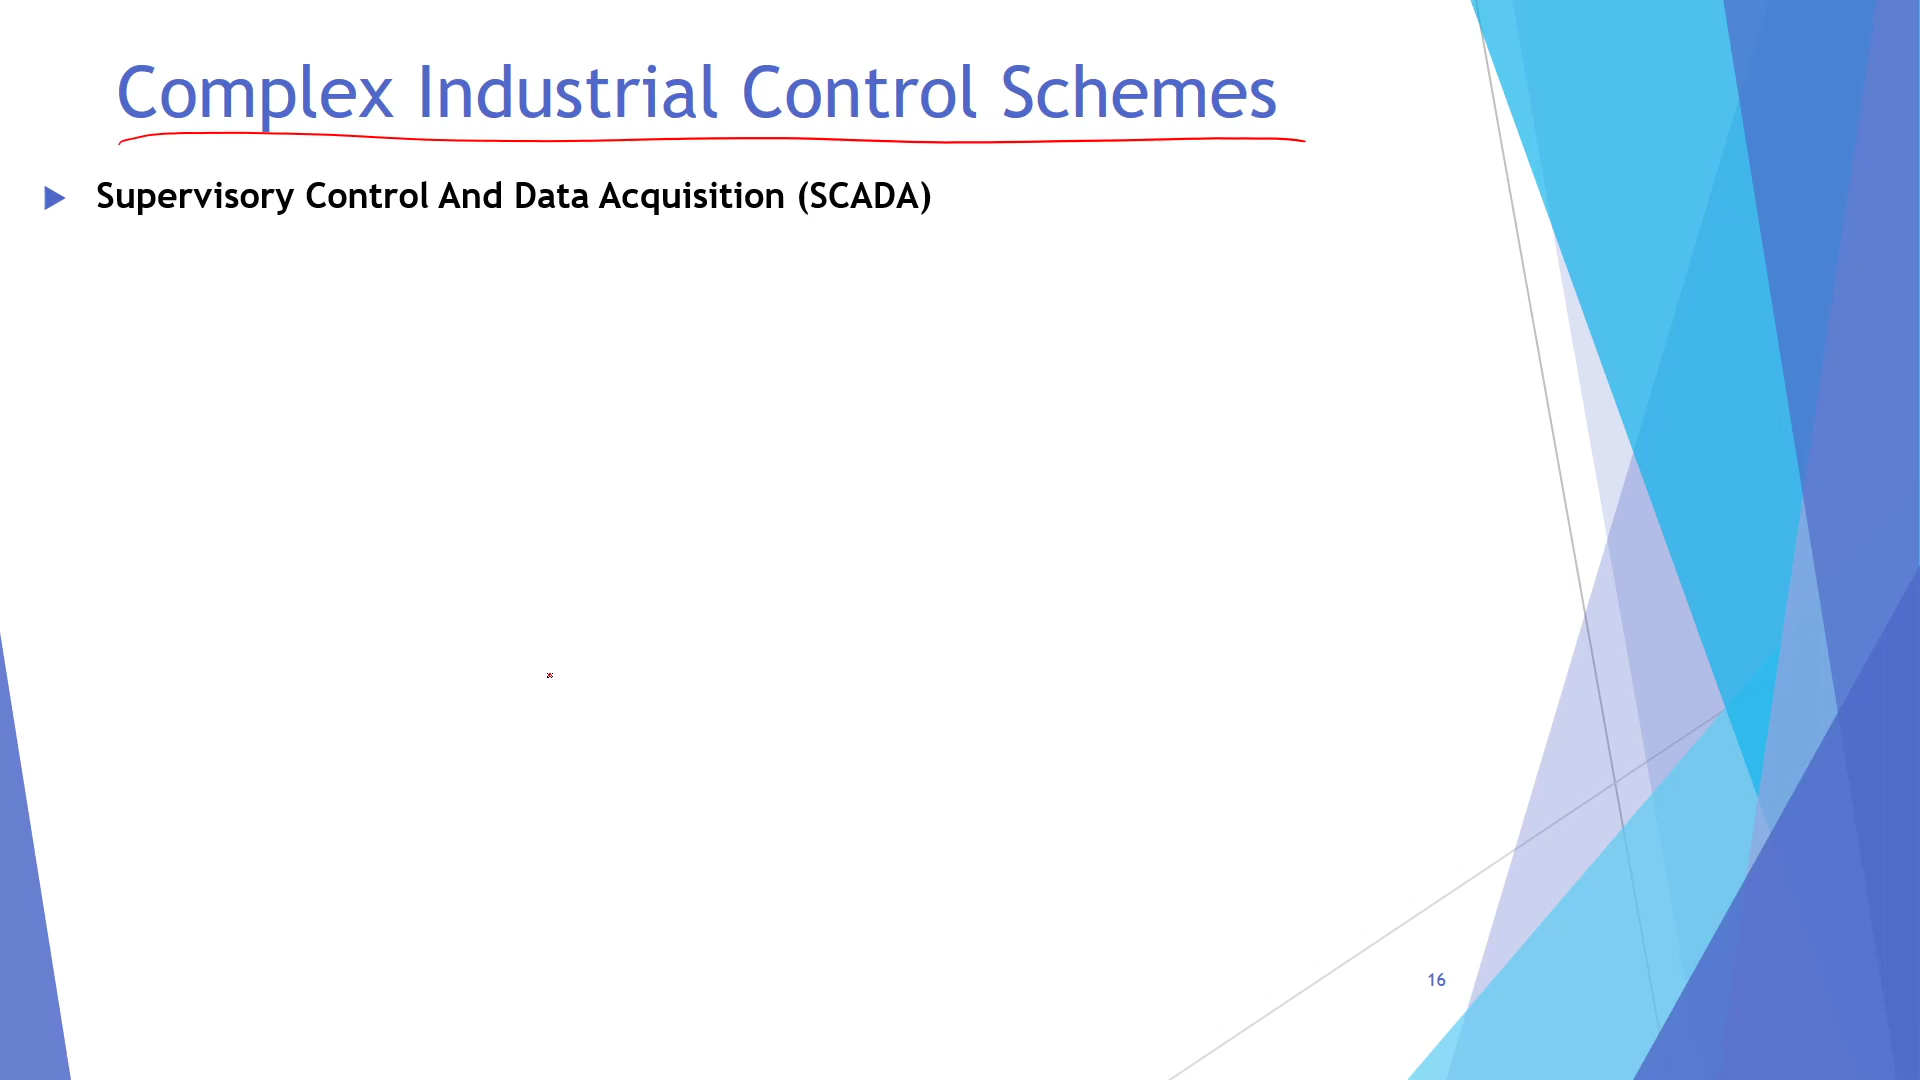 Complex Industrial Control Schemes
Supervisory Control And Data Acquisition (SCADA)
16